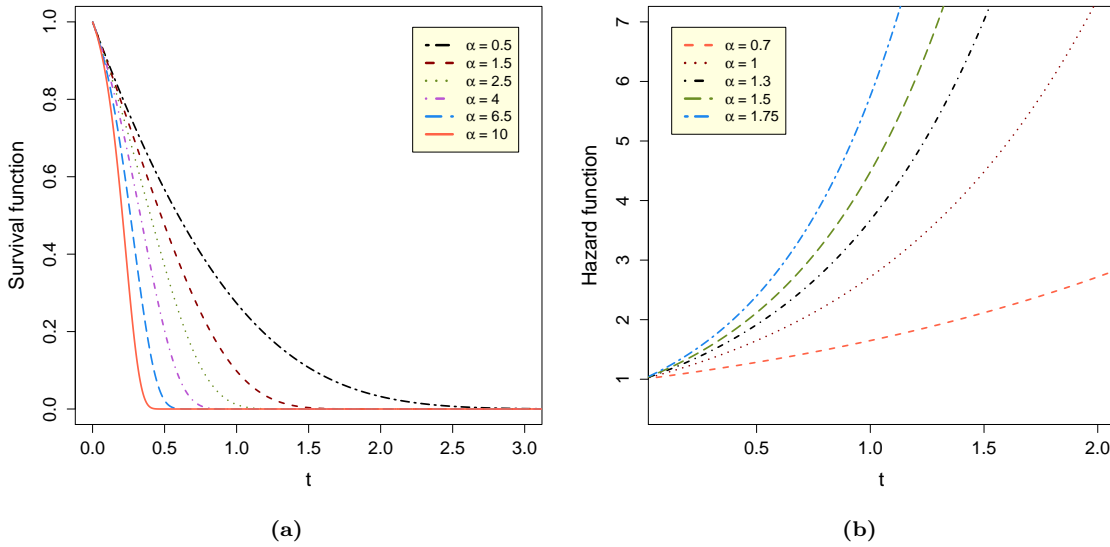 Survival function
1.0
0.8
0.6
0.4
0.2
0.0
α = 0.5
α = 1.5
α = 2.5
α = 4
α = 6.5
α = 10
0.0 0.5 1.0 1.5 2.0 2.5 3.0
t
(a)
Hazard function
7
6
5
4
3
2
1
α = 0.7
α = 1
α = 1.3
α = 1.5
α = 1.75
0.5 1.0 1.5 2.0
t
(b)